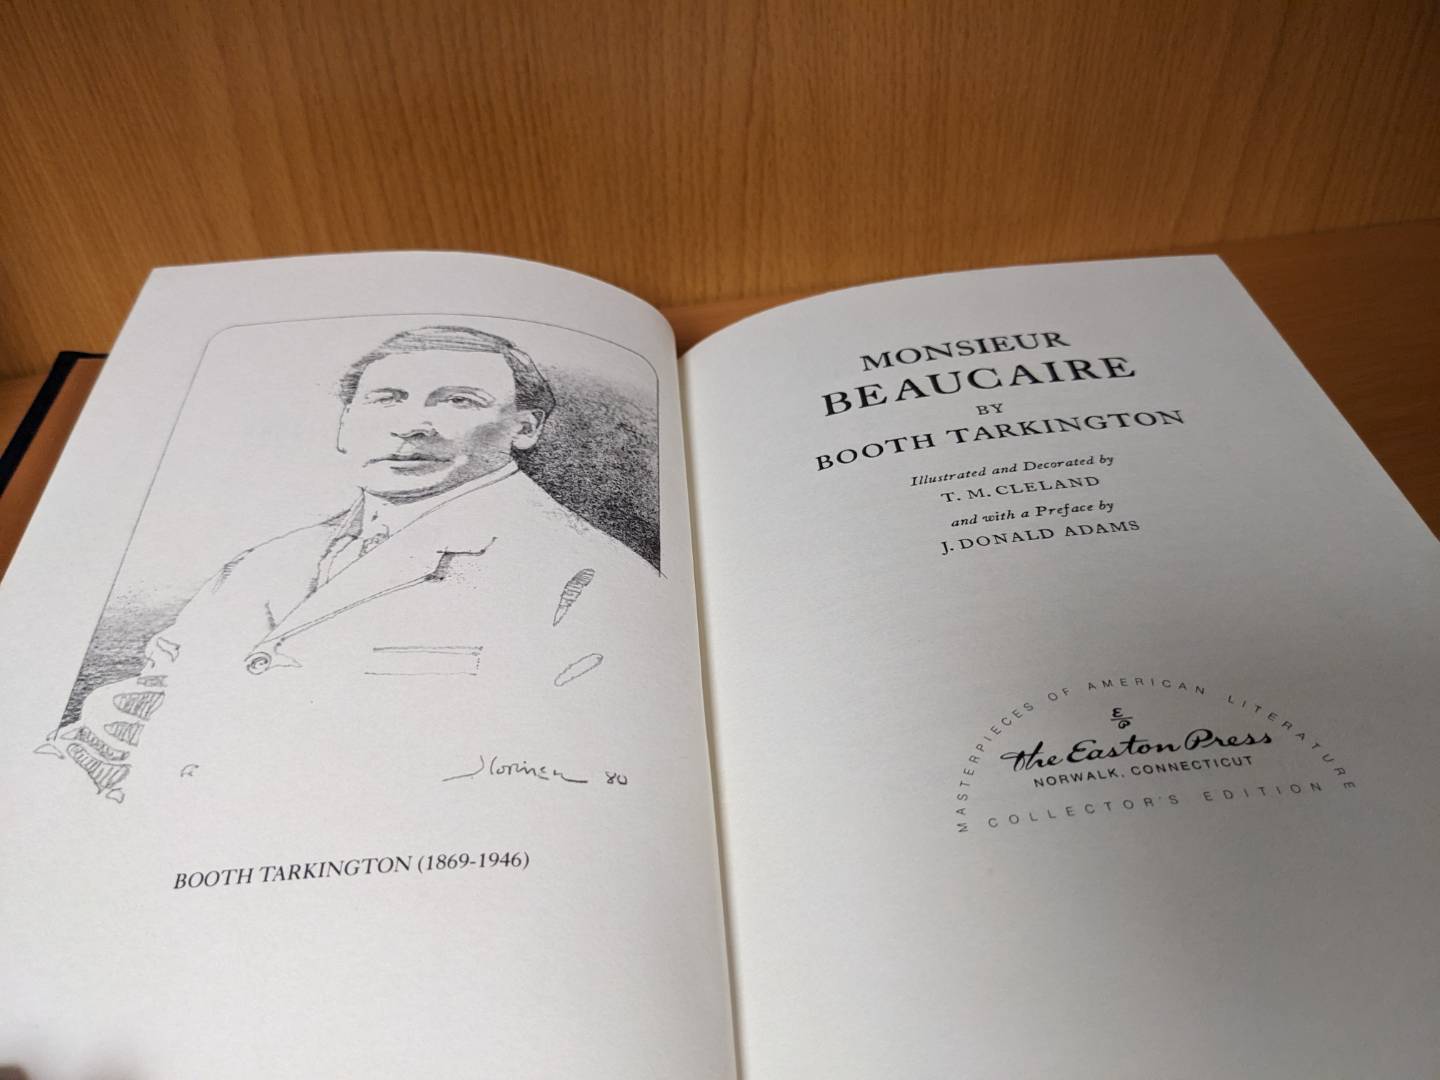 80
BOOTH TARKINGTON (1869-1946)
MONSIEUR
BEAUCAIRE
BY
BOOTH TARKINGTON
Illustrated and Decorated by
T. M. CLELAND
and with a Preface by
J. DONALD ADAMS
MASTERPIECES OF AMERICAN LITERATURE
The Easton Press
NORWALK, CONNECTICUT
COLLECTOR'S EDITION